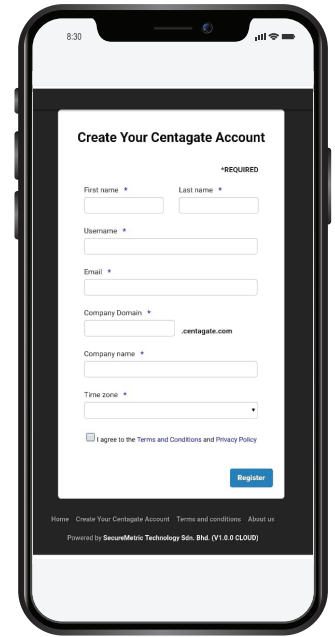 8:30
Create Your Centagate Account
*REQUIRED
First name * Last name *
Username *
Email *
Company Domain *
.centagate.com
Company name *
Time zone *
I agree to the Terms and Conditions and Privacy Policy
Register
Home Create Your Centagate Account Terms and conditions About us
Powered by SecureMetric Technology Sdn. Bhd. (V1.0.0 CLOUD)